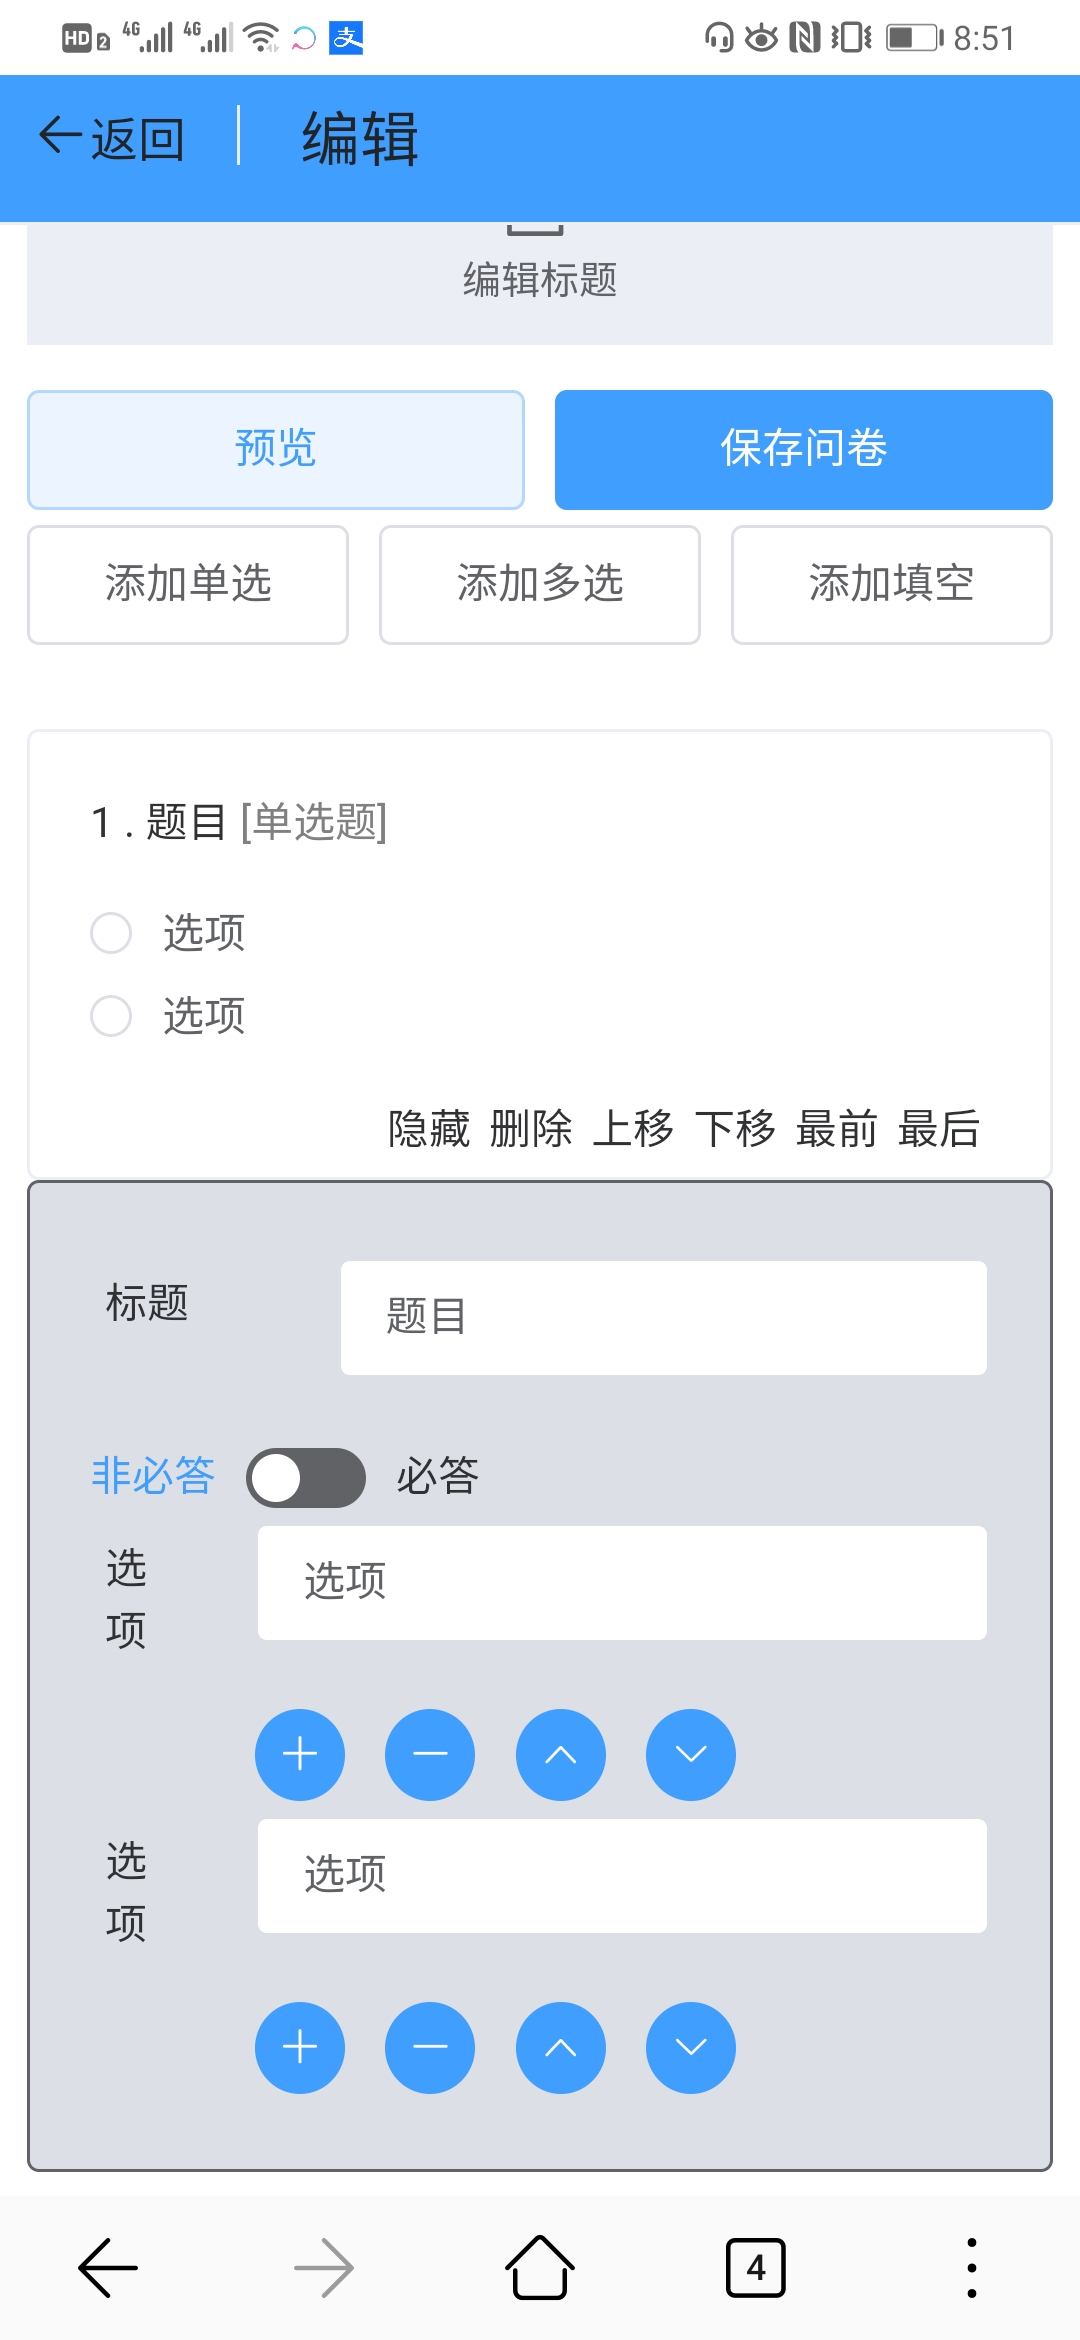 HD 2 4G 4G 支 8:51
返回 编辑
编辑标题
预览 保存问卷
添加单选 添加多选 添加填空
1 . 题目 [单选题]
选项
选项
隐藏 删除 上移 下移 最前 最后
标题 题目
非必答 必答
选项 选项
选项 选项
4